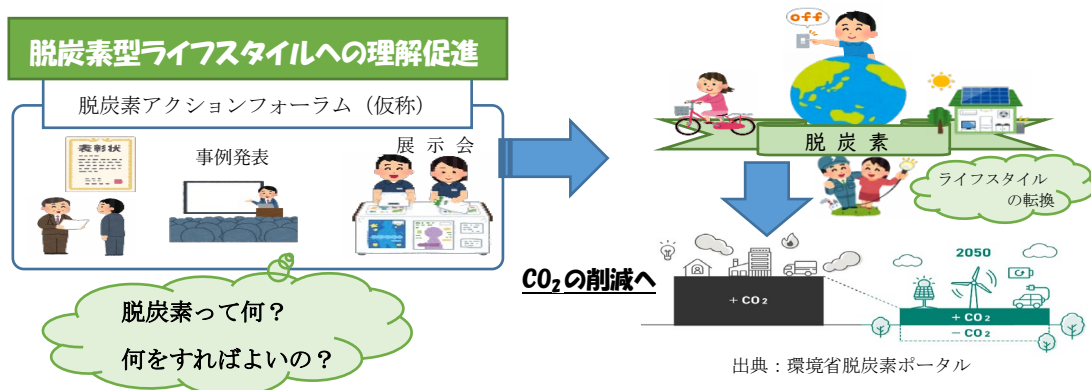 脱炭素型ライフスタイルへの理解促進
脱炭素アクションフォーラム（仮称）
表彰状
事例発表
展示会
脱炭素って何？
何をすればよいの？
off
脱炭素
ライフスタイル
の転換
CO₂の削減へ
+ CO₂
2050
+ CO₂
− CO₂
出典：環境省脱炭素ポータル